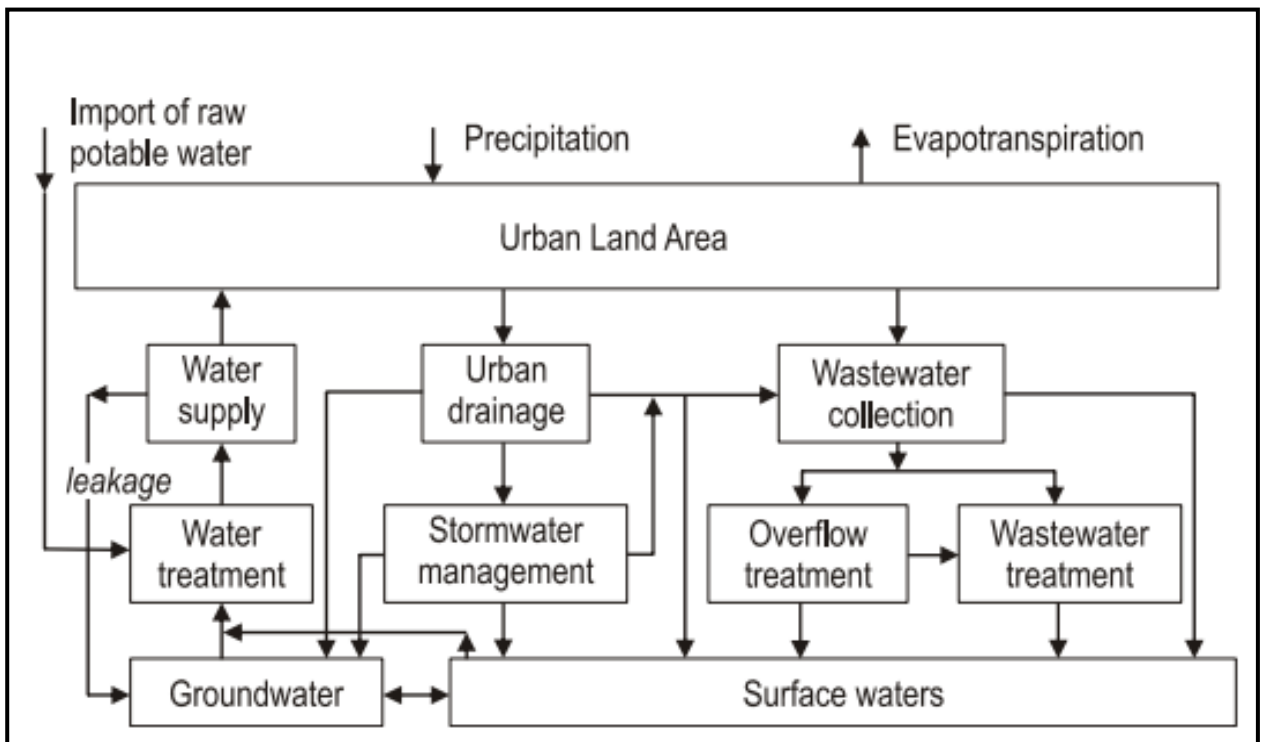 Import of raw
potable water
Precipitation
Evapotranspiration
Urban Land Area
Water
supply
Urban
drainage
Wastewater
collection
leakage
Water
treatment
Stormwater
management
Overflow
treatment
Wastewater
treatment
Groundwater
Surface waters